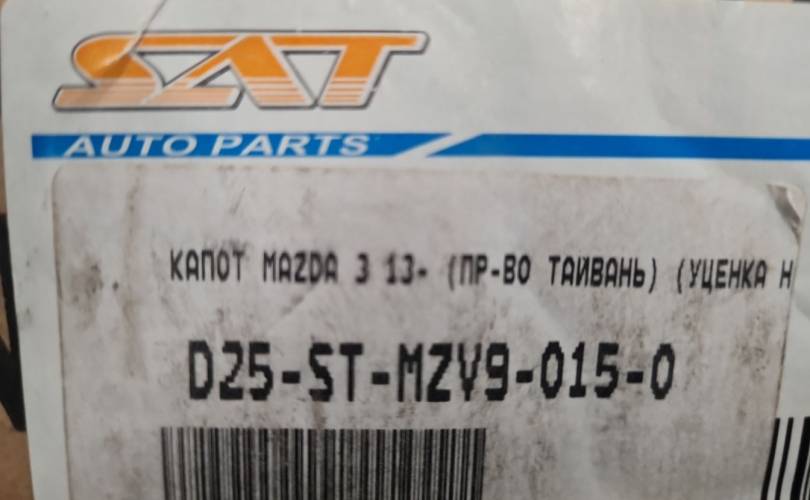 SAT
AUTO PARTS
КАПОТ MAZDA 3 13- (ПР-ВО ТАЙВАНЬ) (УЦЕНКА Н
D25-ST-MZV9-015-0